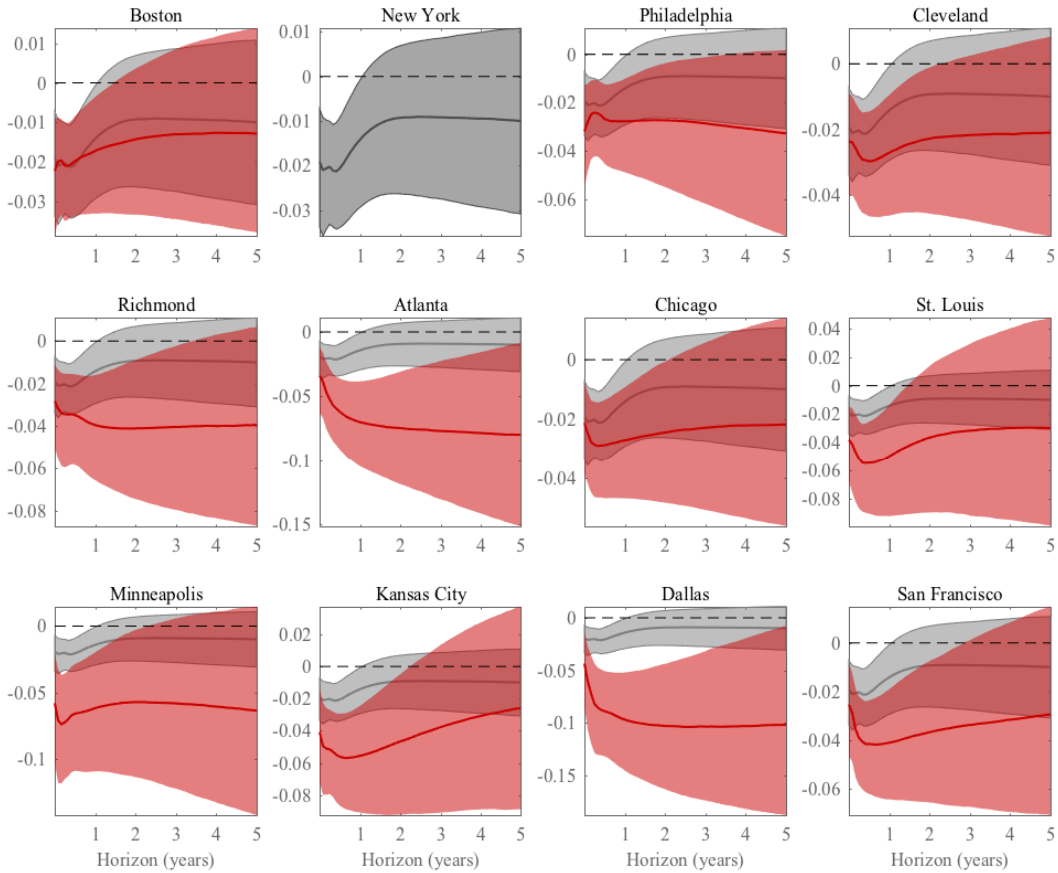 Boston
0.01
0
-0.01
-0.02
-0.03
1 2 3 4 5
New York
0.01
0
-0.01
-0.02
-0.03
1 2 3 4 5
Philadelphia
0
-0.02
-0.04
-0.06
1 2 3 4 5
Cleveland
0
-0.02
-0.04
1 2 3 4 5
Richmond
0
-0.02
-0.04
-0.06
-0.08
1 2 3 4 5
Atlanta
0
-0.05
-0.1
-0.15
1 2 3 4 5
Chicago
0
-0.02
-0.04
1 2 3 4 5
St. Louis
0.04
0.02
0
-0.02
-0.04
-0.06
-0.08
1 2 3 4 5
Minneapolis
0
-0.05
-0.1
1 2 3 4 5
Horizon (years)
Kansas City
0.02
0
-0.02
-0.04
-0.06
-0.08
1 2 3 4 5
Horizon (years)
Dallas
0
-0.05
-0.1
-0.15
1 2 3 4 5
Horizon (years)
San Francisco
0
-0.02
-0.04
-0.06
1 2 3 4 5
Horizon (years)